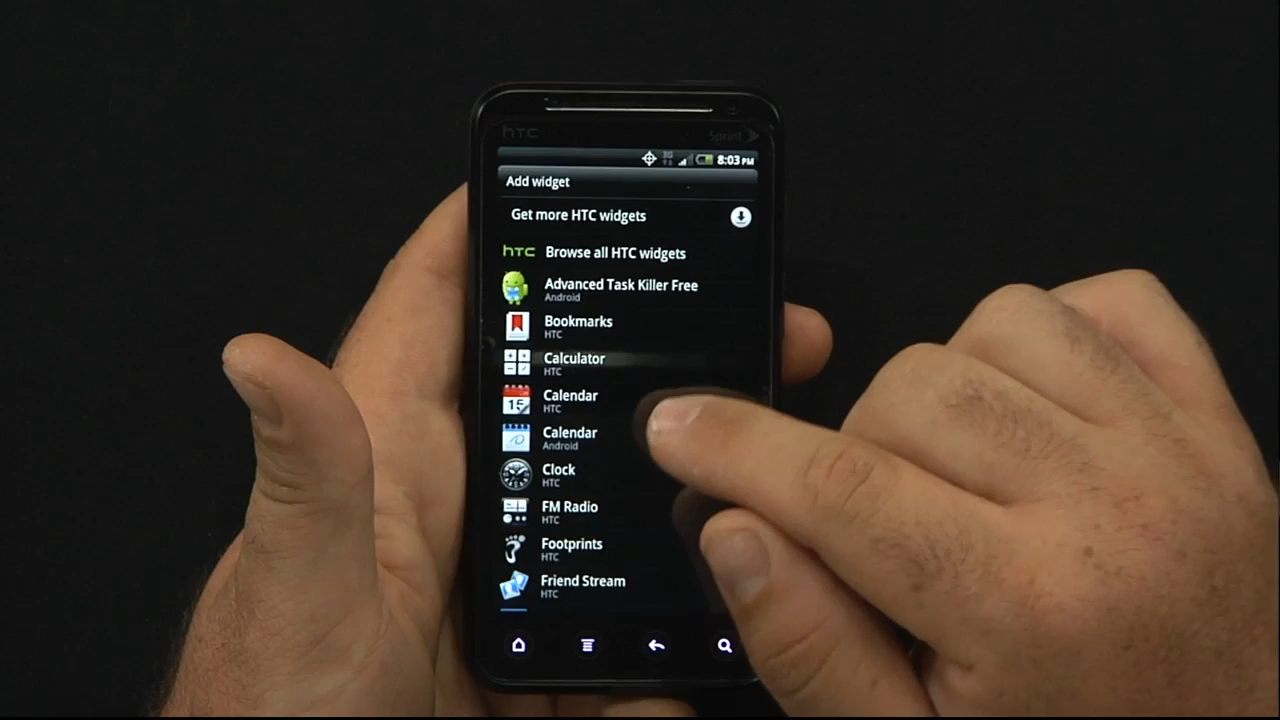 hTC
Sprint
3G
8:03 PM
Add widget
Get more HTC widgets
hTC Browse all HTC widgets
Advanced Task Killer Free
Android
Bookmarks
HTC
Calculator
HTC
15
Calendar
HTC
Calendar
Android
Clock
HTC
FM Radio
HTC
Footprints
HTC
Friend Stream
HTC